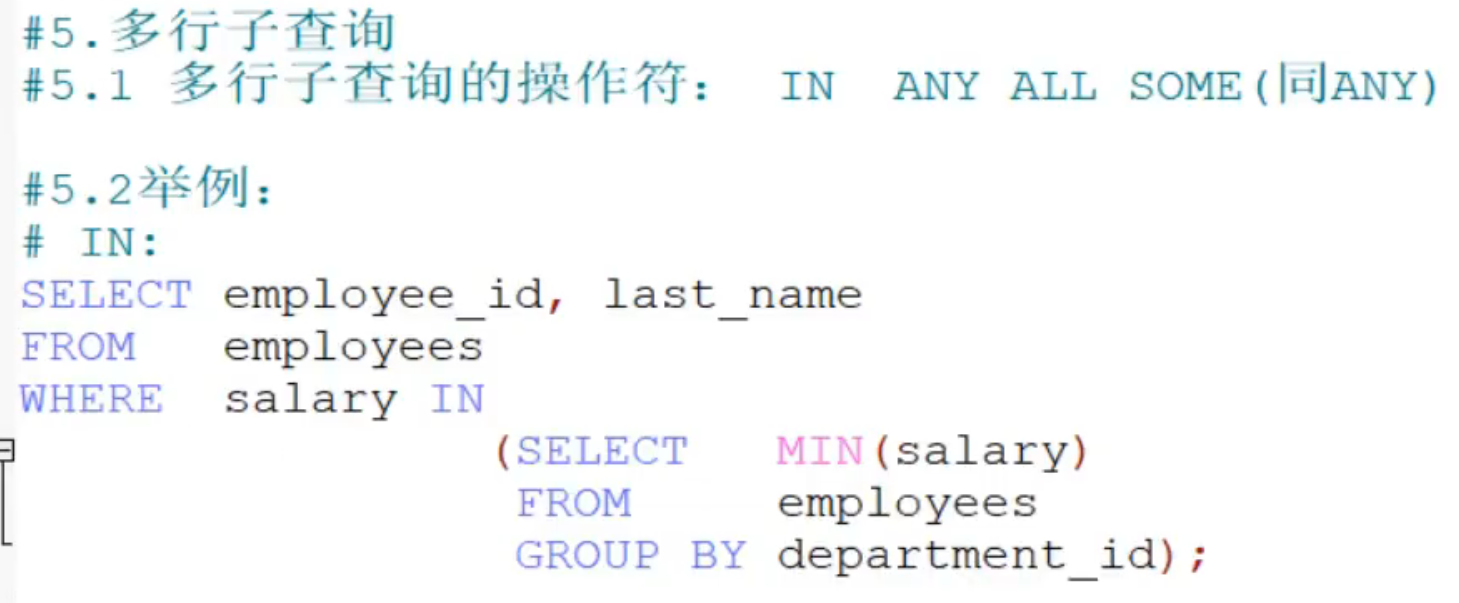 #5.多行子查询
#5.1 多行子查询的操作符： IN ANY ALL SOME(同ANY)
#5.2举例：
# IN:
SELECT employee_id, last_name
FROM employees
WHERE salary IN
(SELECT MIN(salary)
FROM employees
GROUP BY department_id);